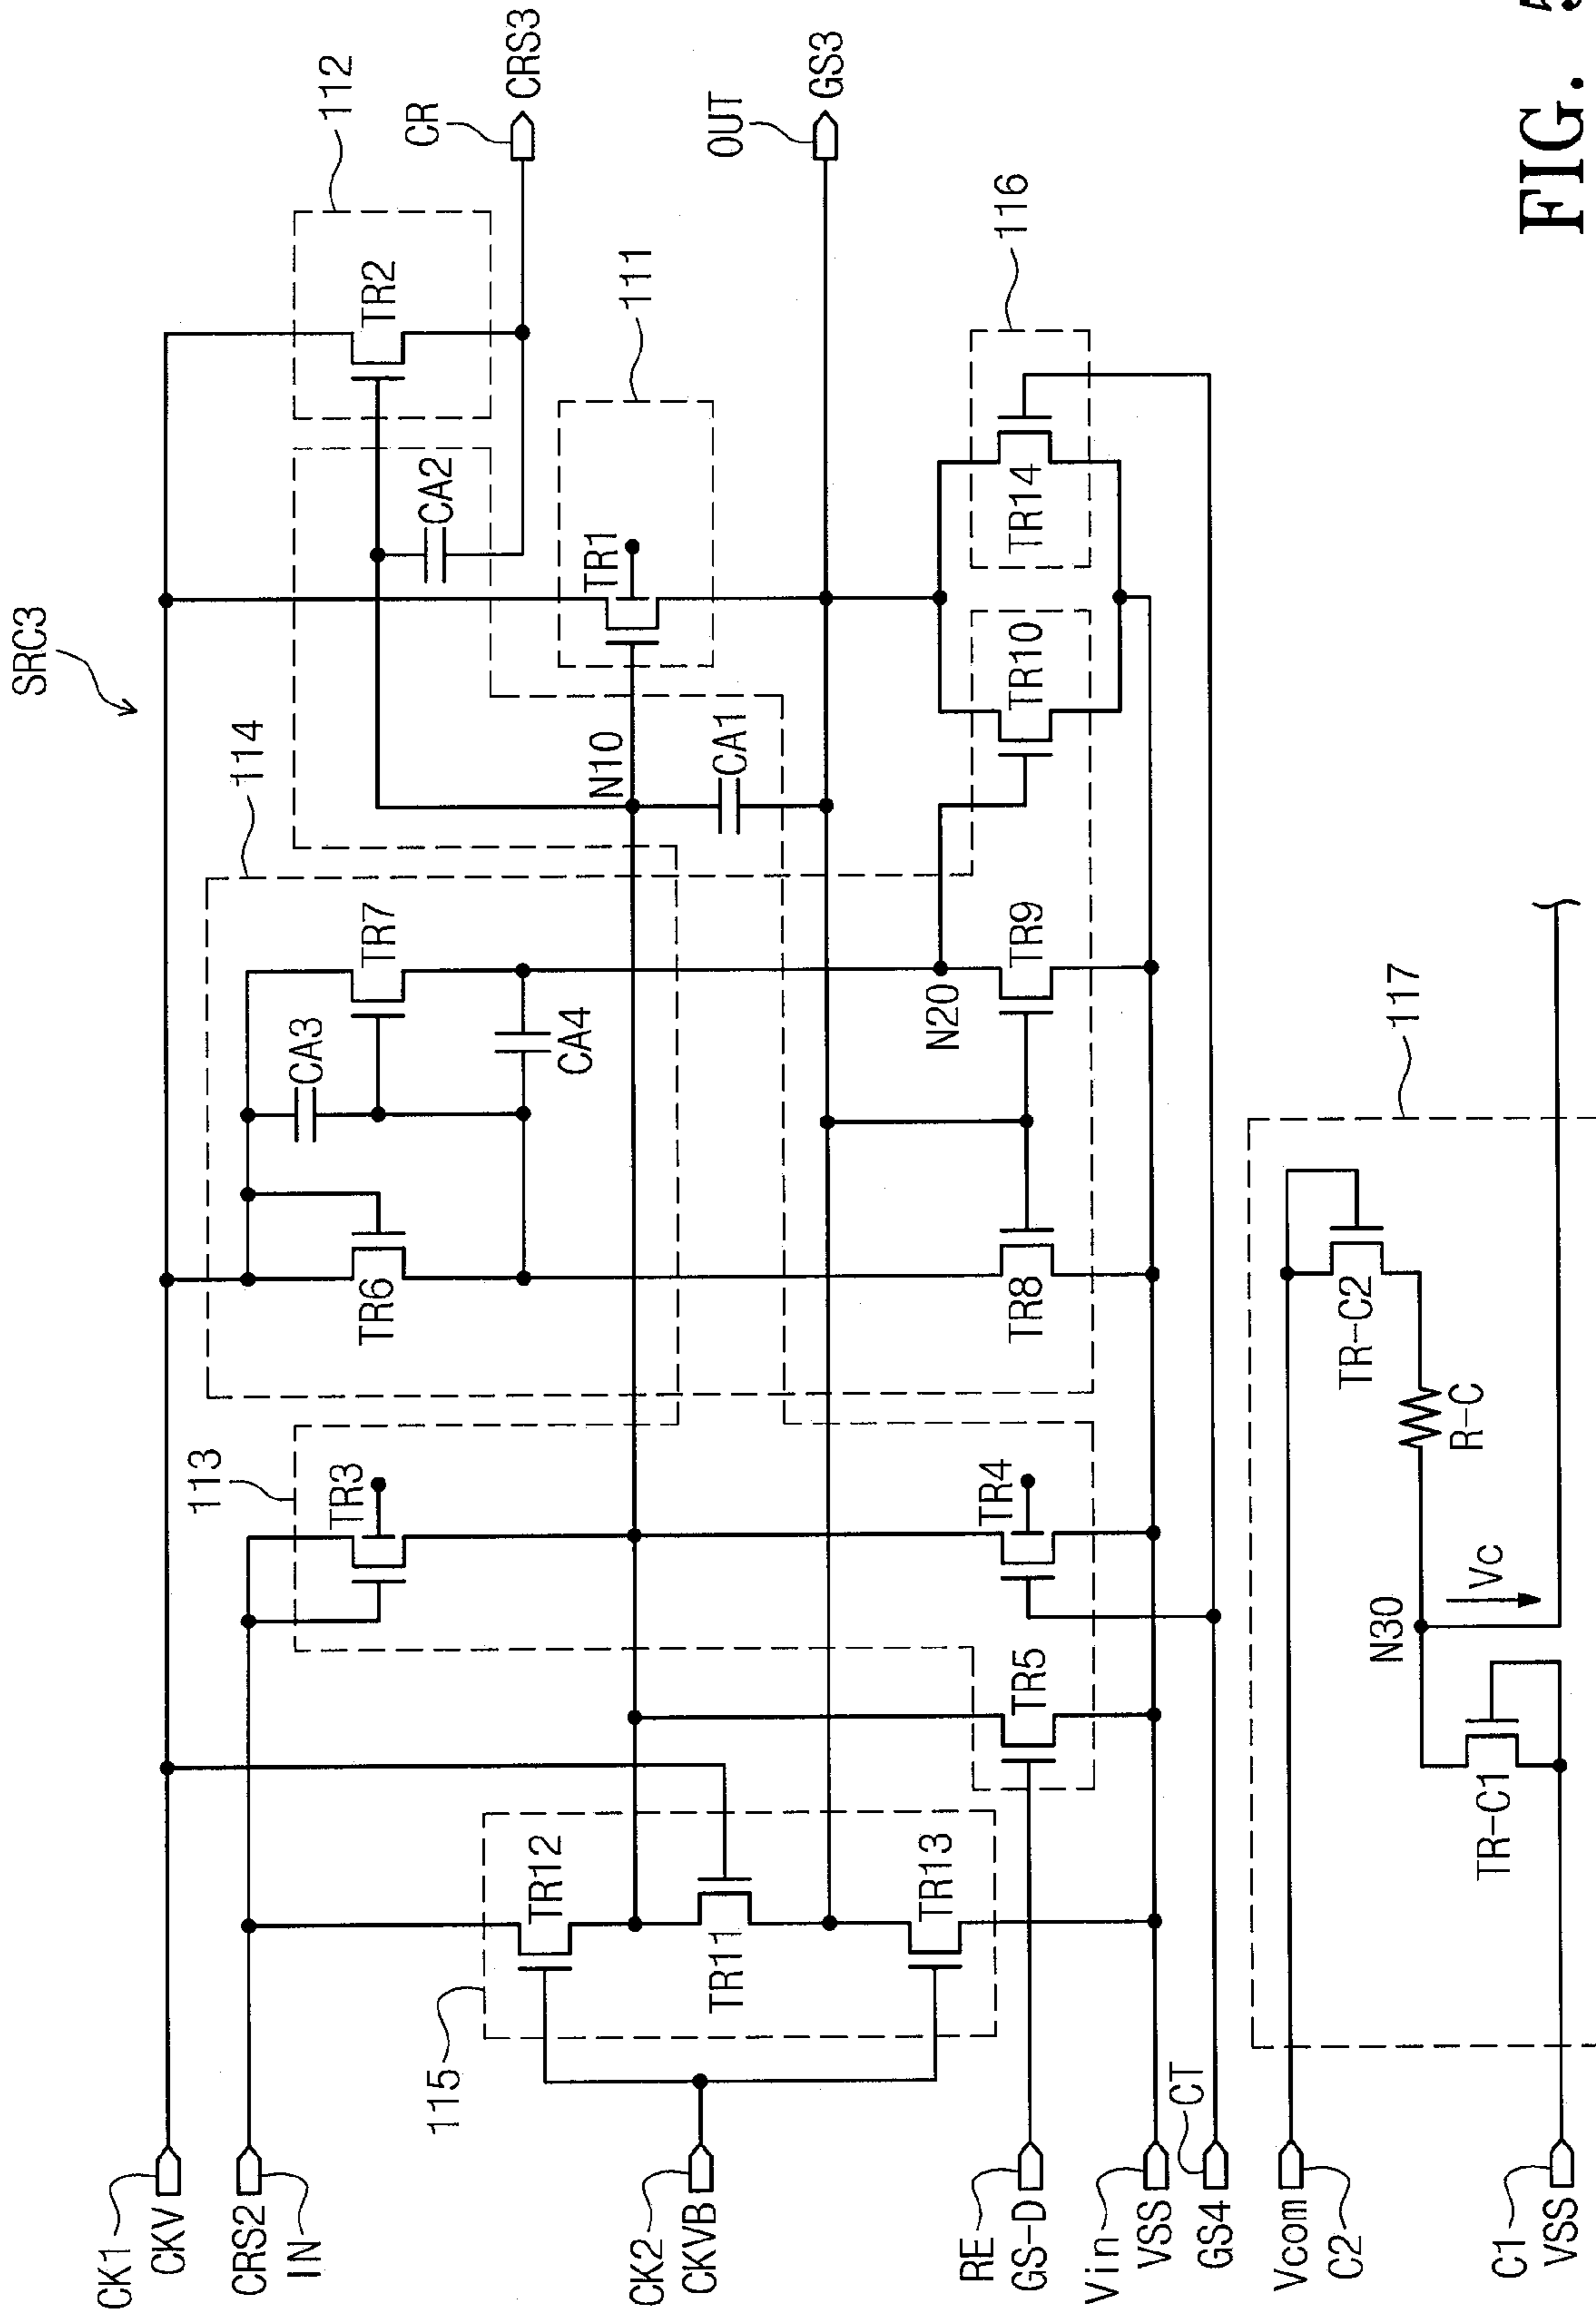 SRC3
112
CR
CRS3
TR2
CA2
111
TR1
OUT
GS3
114
N10
CA1
116
TR14
TR10
CA3
TR7
CA4
TR6
N20
TR9
TR8
113
TR3
TR4
TR5
115
TR12
TR11
TR13
CK1
CKV
CRS2
IN
CK2
CKVB
RE
GS-D
Vin
VSS
CT
GS4
Vcom
C2
C1
VSS
117
TR-C2
R-C
N30
Vc
TR-C1
FIG.